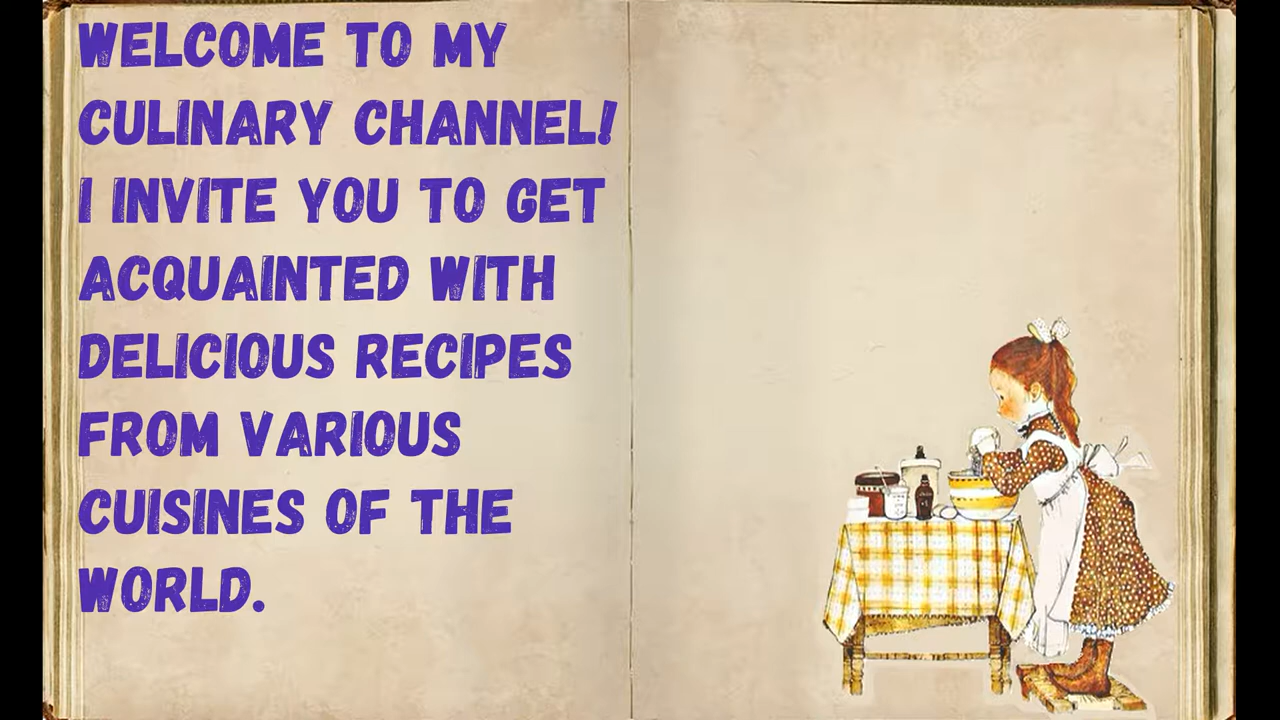 WELCOME TO MY
CULINARY CHANNEL!
I INVITE YOU TO GET
ACQUAINTED WITH
DELICIOUS RECIPES
FROM VARIOUS
CUISINES OF THE
WORLD.